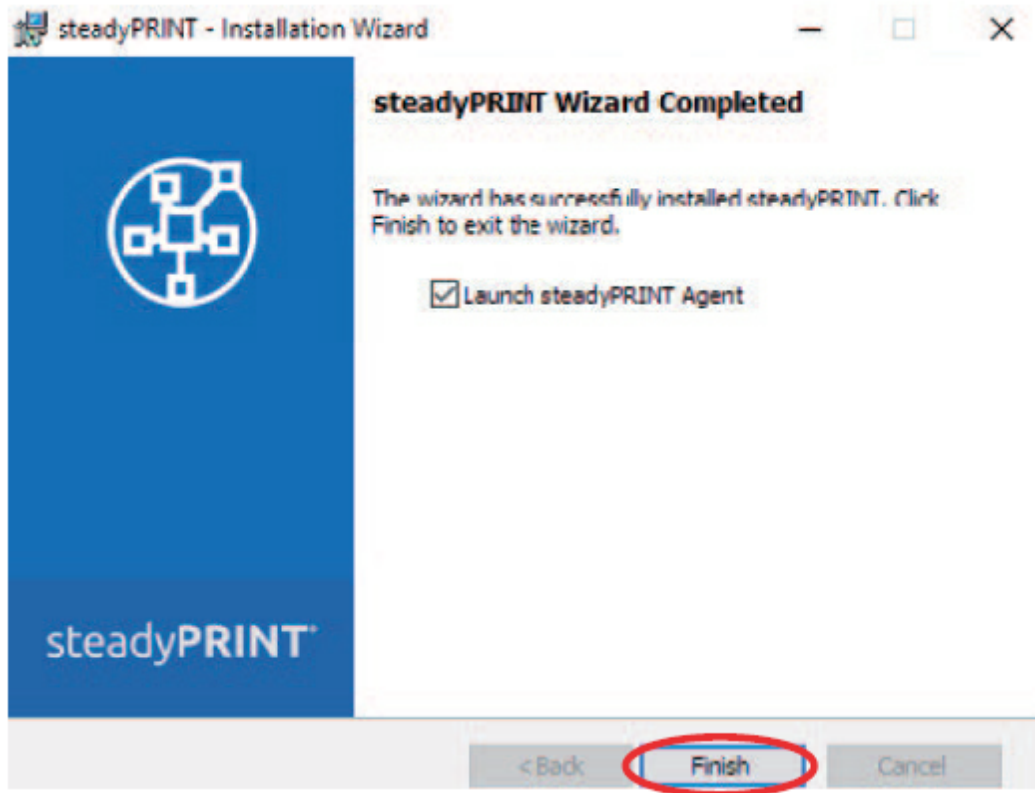 steadyPRINT - Installation Wizard
steadyPRINT Wizard Completed
The wizard has successfully installed steadyPRINT. Click
Finish to exit the wizard.
Launch steadyPRINT Agent
steadyPRINT®
< Back
Finish
Cancel